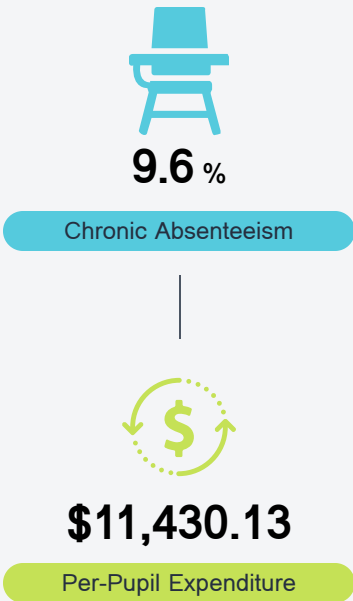 9.6 %
Chronic Absenteeism
$
$11,430.13
Per-Pupil Expenditure